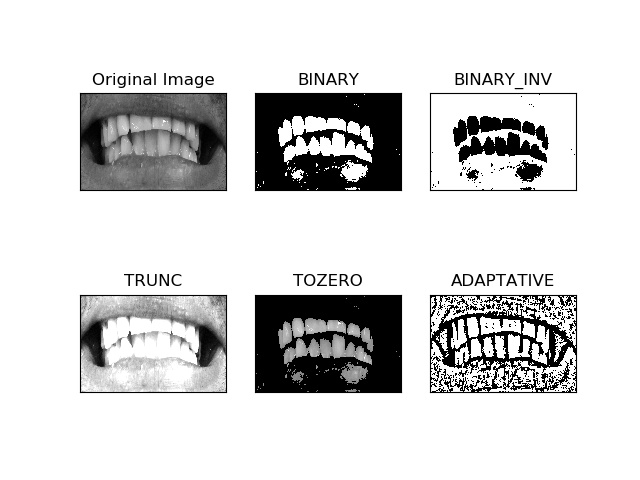 Original Image
BINARY
BINARY_INV
TRUNC
TOZERO
ADAPTATIVE